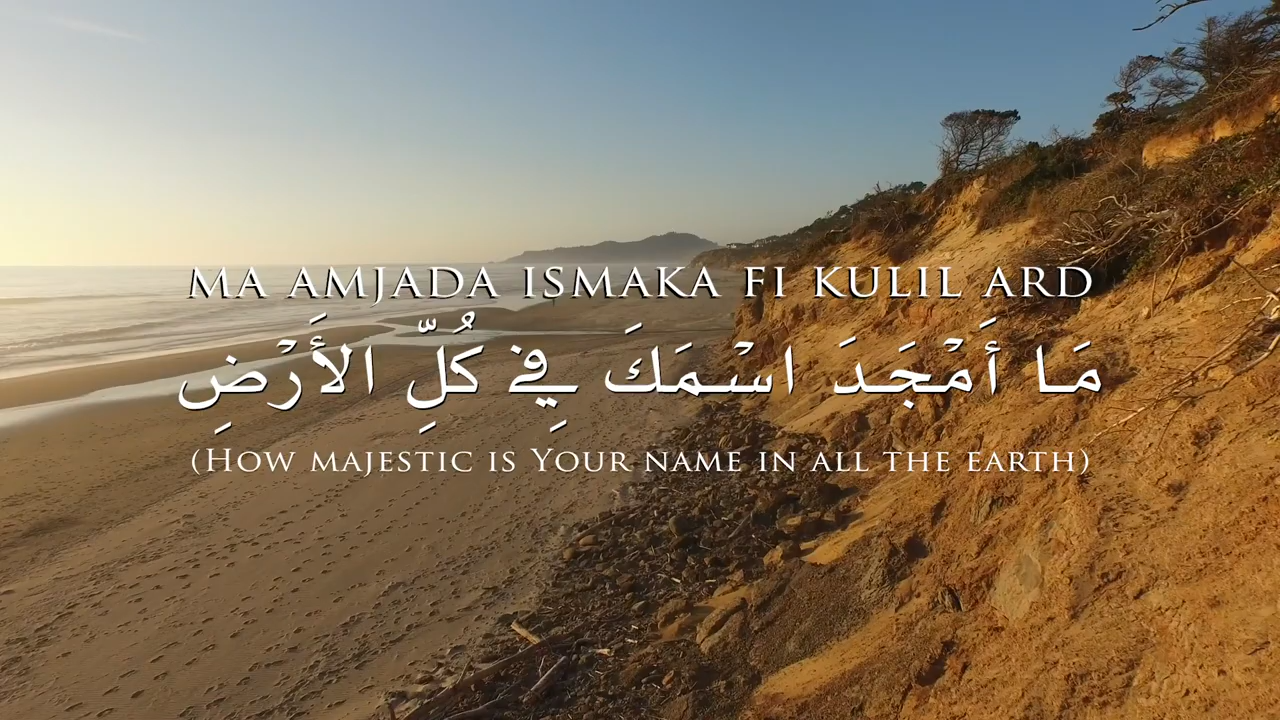 MA AMJADA ISMAKA FI KULIL ARD
مَا أَمْجَدَ اسْمَكَ فِي كُلِّ الأَرْضِ
(How majestic is Your name in all the earth)